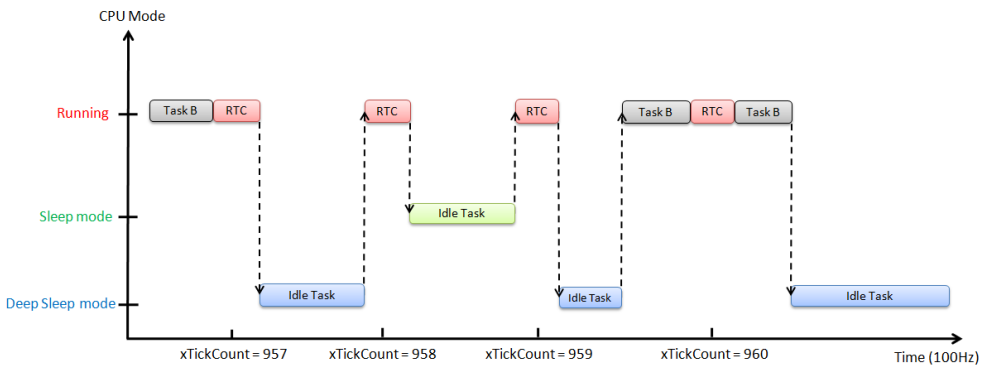 CPU Mode
Running
Task B
RTC
RTC
RTC
Task B
RTC
Task B
Sleep mode
Idle Task
Deep Sleep mode
Idle Task
Idle Task
Idle Task
xTickCount = 957
xTickCount = 958
xTickCount = 959
xTickCount = 960
Time (100Hz)